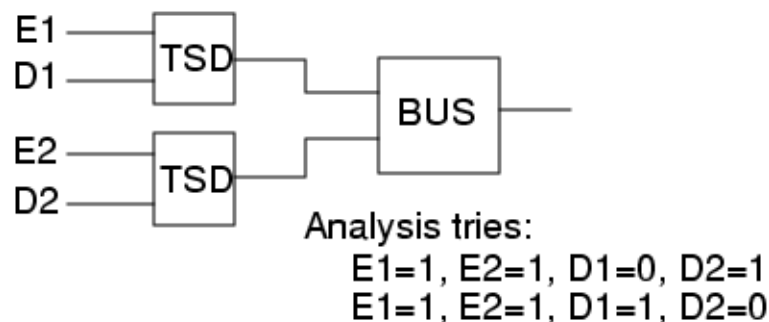 E1
D1
TSD
E2
D2
TSD
BUS
Analysis tries:
E1=1, E2=1, D1=0, D2=1
E1=1, E2=1, D1=1, D2=0